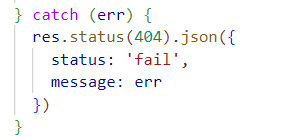 } catch (err) {
  res.status(404).json({
    status: 'fail',
    message: err
  })
}